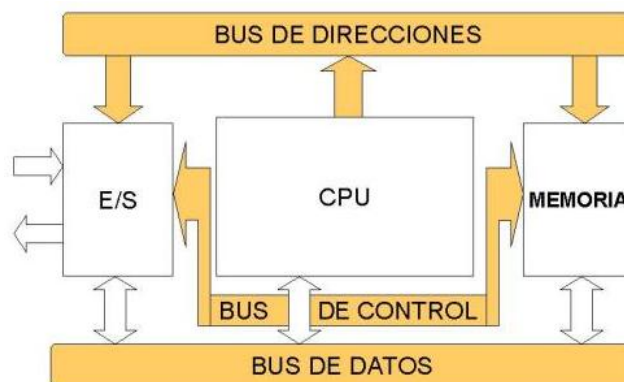 BUS DE DIRECCIONES
E/S
CPU
MEMORIA
BUS DE CONTROL
BUS DE DATOS